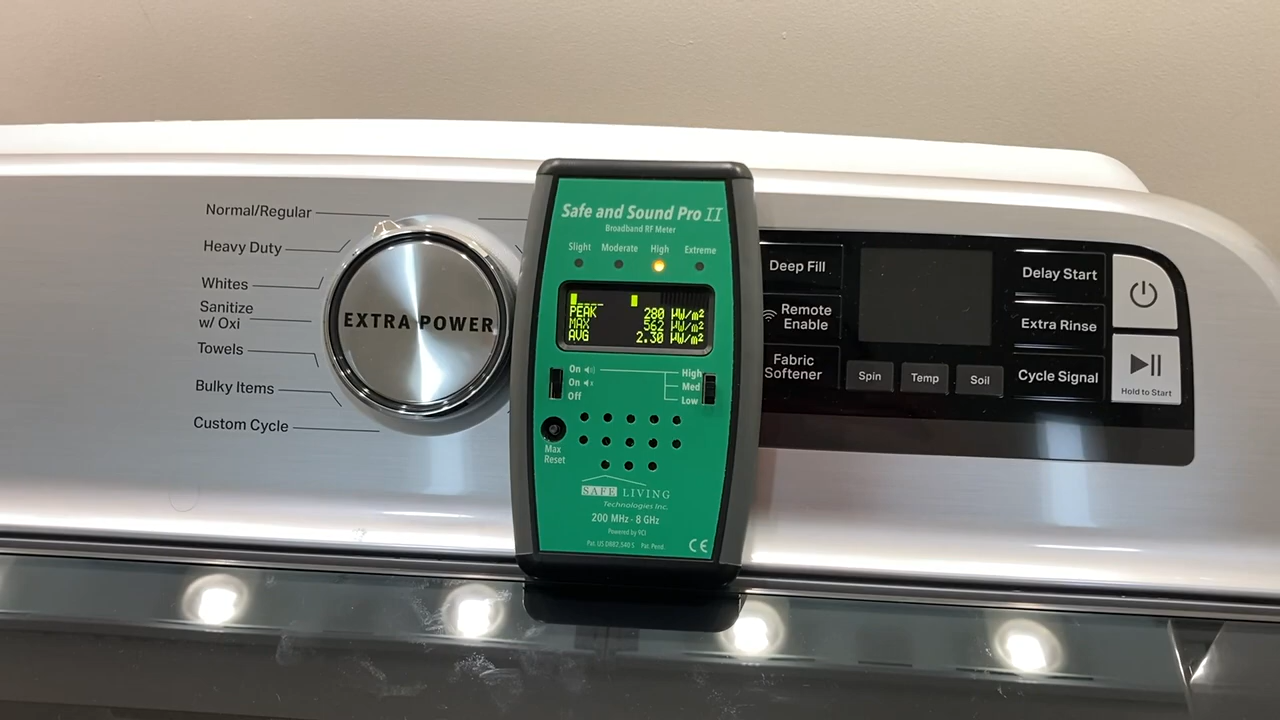 Normal/Regular
Heavy Duty
Whites
Sanitize
w/ Oxi
Towels
Bulky Items
Custom Cycle
EXTRA POWER
Safe and Sound Pro II
Broadband RF Meter
Slight Moderate High Extreme
PEAK 280 µW/m²
MAX 562 µW/m²
AVG 2.30 µW/m²
On
On
Off
High
Med
Low
Max
Reset
SAFE LIVING
Technologies Inc.
200 MHz - 8 GHz
Powered by 9CI
Pat. US D882,540 S Pat. Pend.
CE
Deep Fill
Remote
Enable
Fabric
Softener
Spin
Temp
Soil
Delay Start
Extra Rinse
Cycle Signal
Hold to Start